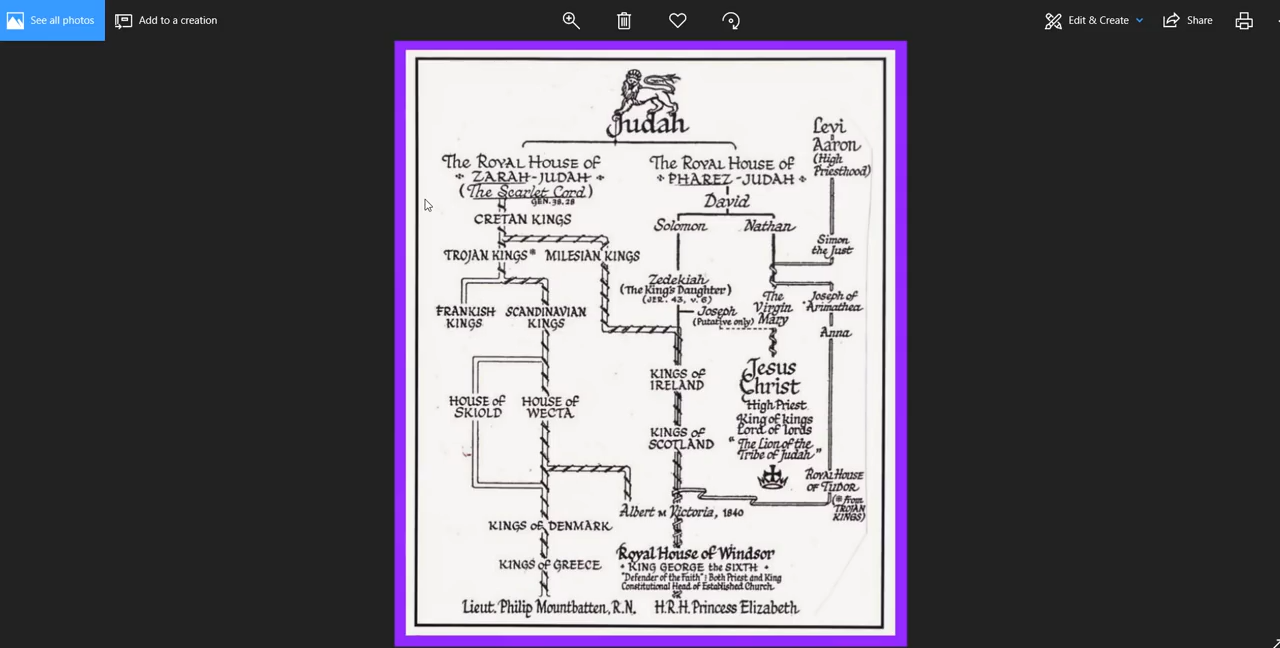 See all photos
Add to a creation
Edit & Create
Share
Judah
Levi
Aaron
(High
Priesthood)
The Royal House of
ZARAH-JUDAH
(The Scarlet Cord)
GEN. 38.28
The Royal House of
PHAREZ-JUDAH
David
CRETAN KINGS
Solomon
Nathan
Simon
the Just
TROJAN KINGS*
MILESIAN KINGS
Zedekiah
(The King's Daughter)
(JER. 43, v. 6)
Joseph
(Putative only)
The
Virgin
Mary
Joseph of
Arimathea
Anna
FRANKISH
KINGS
SCANDINAVIAN
KINGS
KINGS of
IRELAND
Jesus
Christ
High Priest
King of kings
Lord of lords
"The Lion of the
Tribe of Judah"
HOUSE of
SKIOLD
HOUSE of
WECTA
KINGS of
SCOTLAND
ROYAL HOUSE
OF TUDOR
(* from
TROJAN
KINGS)
Albert M Victoria, 1840
KINGS of DENMARK
KINGS of GREECE
Royal House of Windsor
KING GEORGE the SIXTH
"Defender of the Faith"; Both Priest and King
Constitutional Head of Established Church.
Lieut. Philip Mountbatten, R.N.
H.R.H. Princess Elizabeth